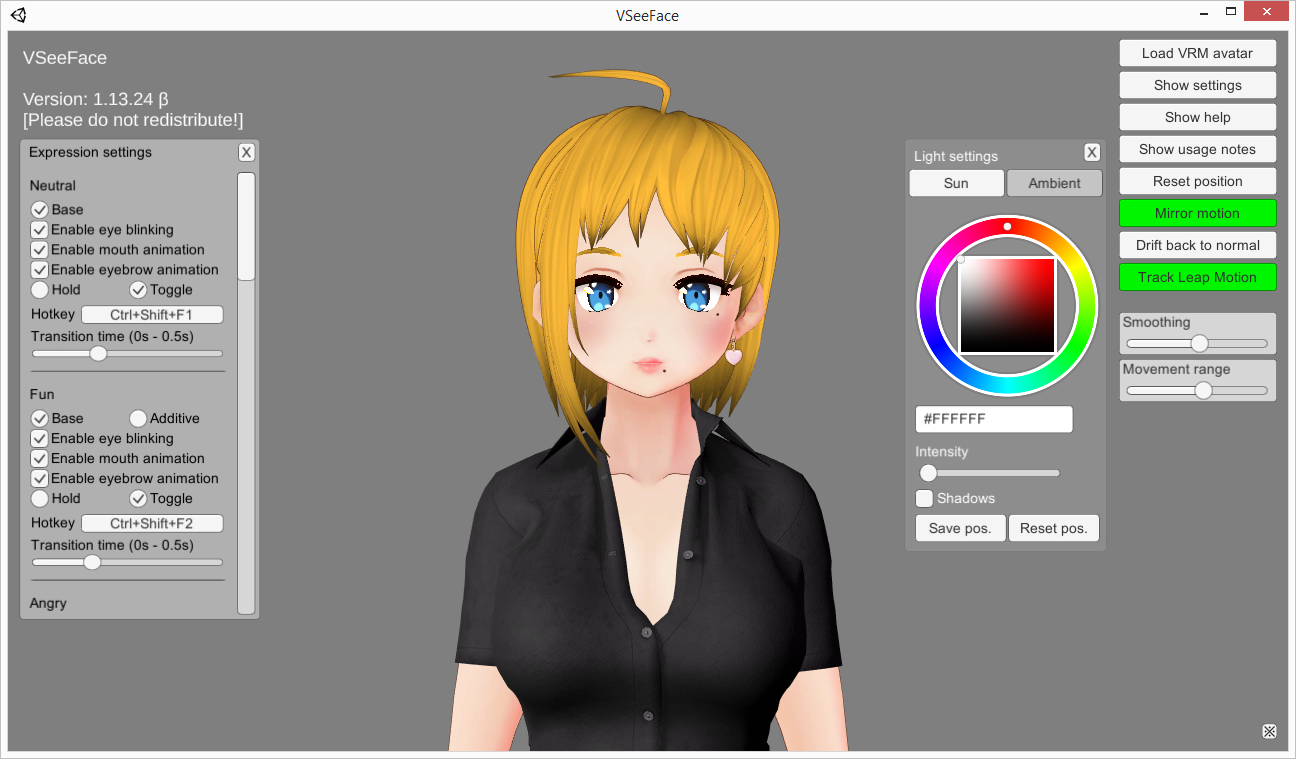 VSeeFace
VSeeFace
Version: 1.13.24 β
[Please do not redistribute!]
Expression settings
X
Neutral
Base
Enable eye blinking
Enable mouth animation
Enable eyebrow animation
Hold
Toggle
Hotkey
Ctrl+Shift+F1
Transition time (0s - 0.5s)
Fun
Base
Additive
Enable eye blinking
Enable mouth animation
Enable eyebrow animation
Hold
Toggle
Hotkey
Ctrl+Shift+F2
Transition time (0s - 0.5s)
Angry
Light settings
X
Sun
Ambient
#FFFFFF
Intensity
Shadows
Save pos.
Reset pos.
Load VRM avatar
Show settings
Show help
Show usage notes
Reset position
Mirror motion
Drift back to normal
Track Leap Motion
Smoothing
Movement range